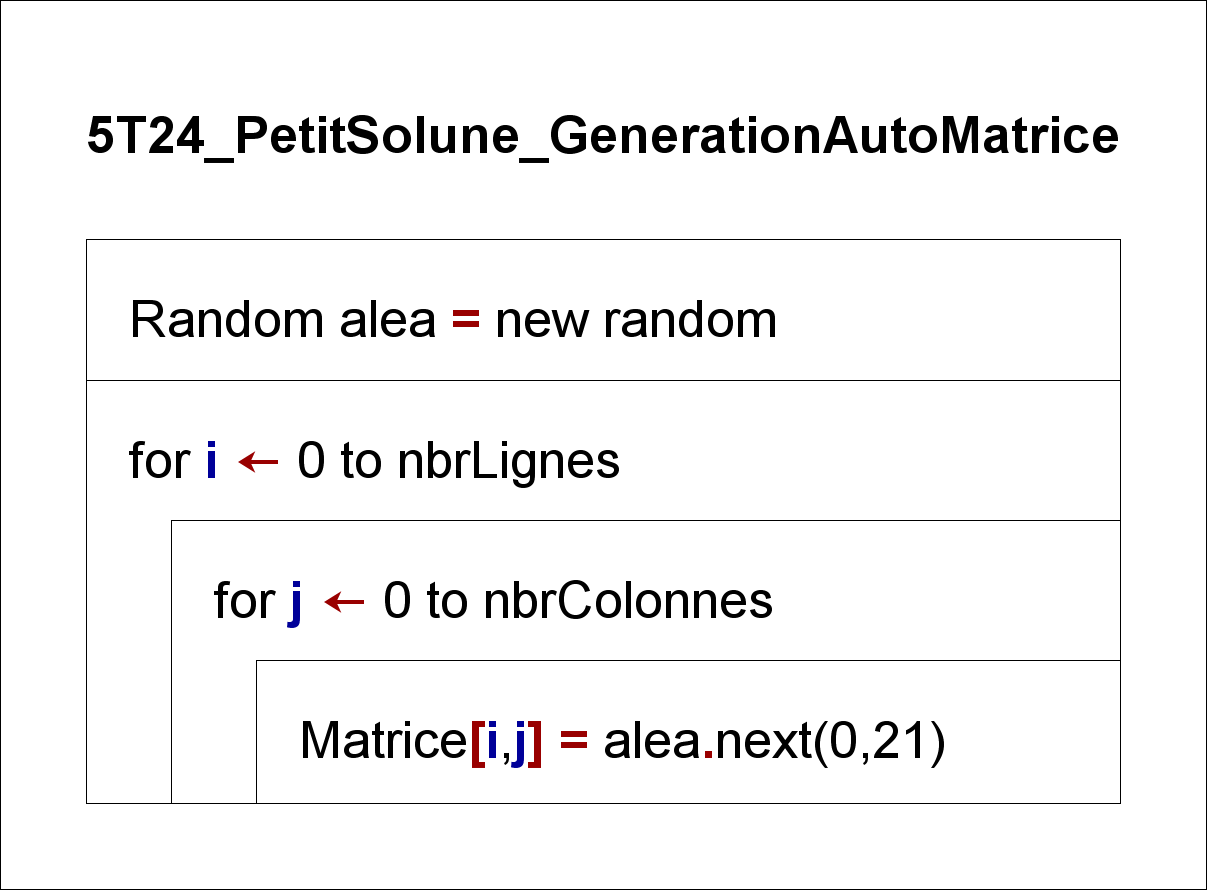 5T24_PetitSolune_GenerationAutoMatrice
Random alea = new random
for i ← 0 to nbrLignes
for j ← 0 to nbrColonnes
Matrice[i,j] = alea.next(0,21)